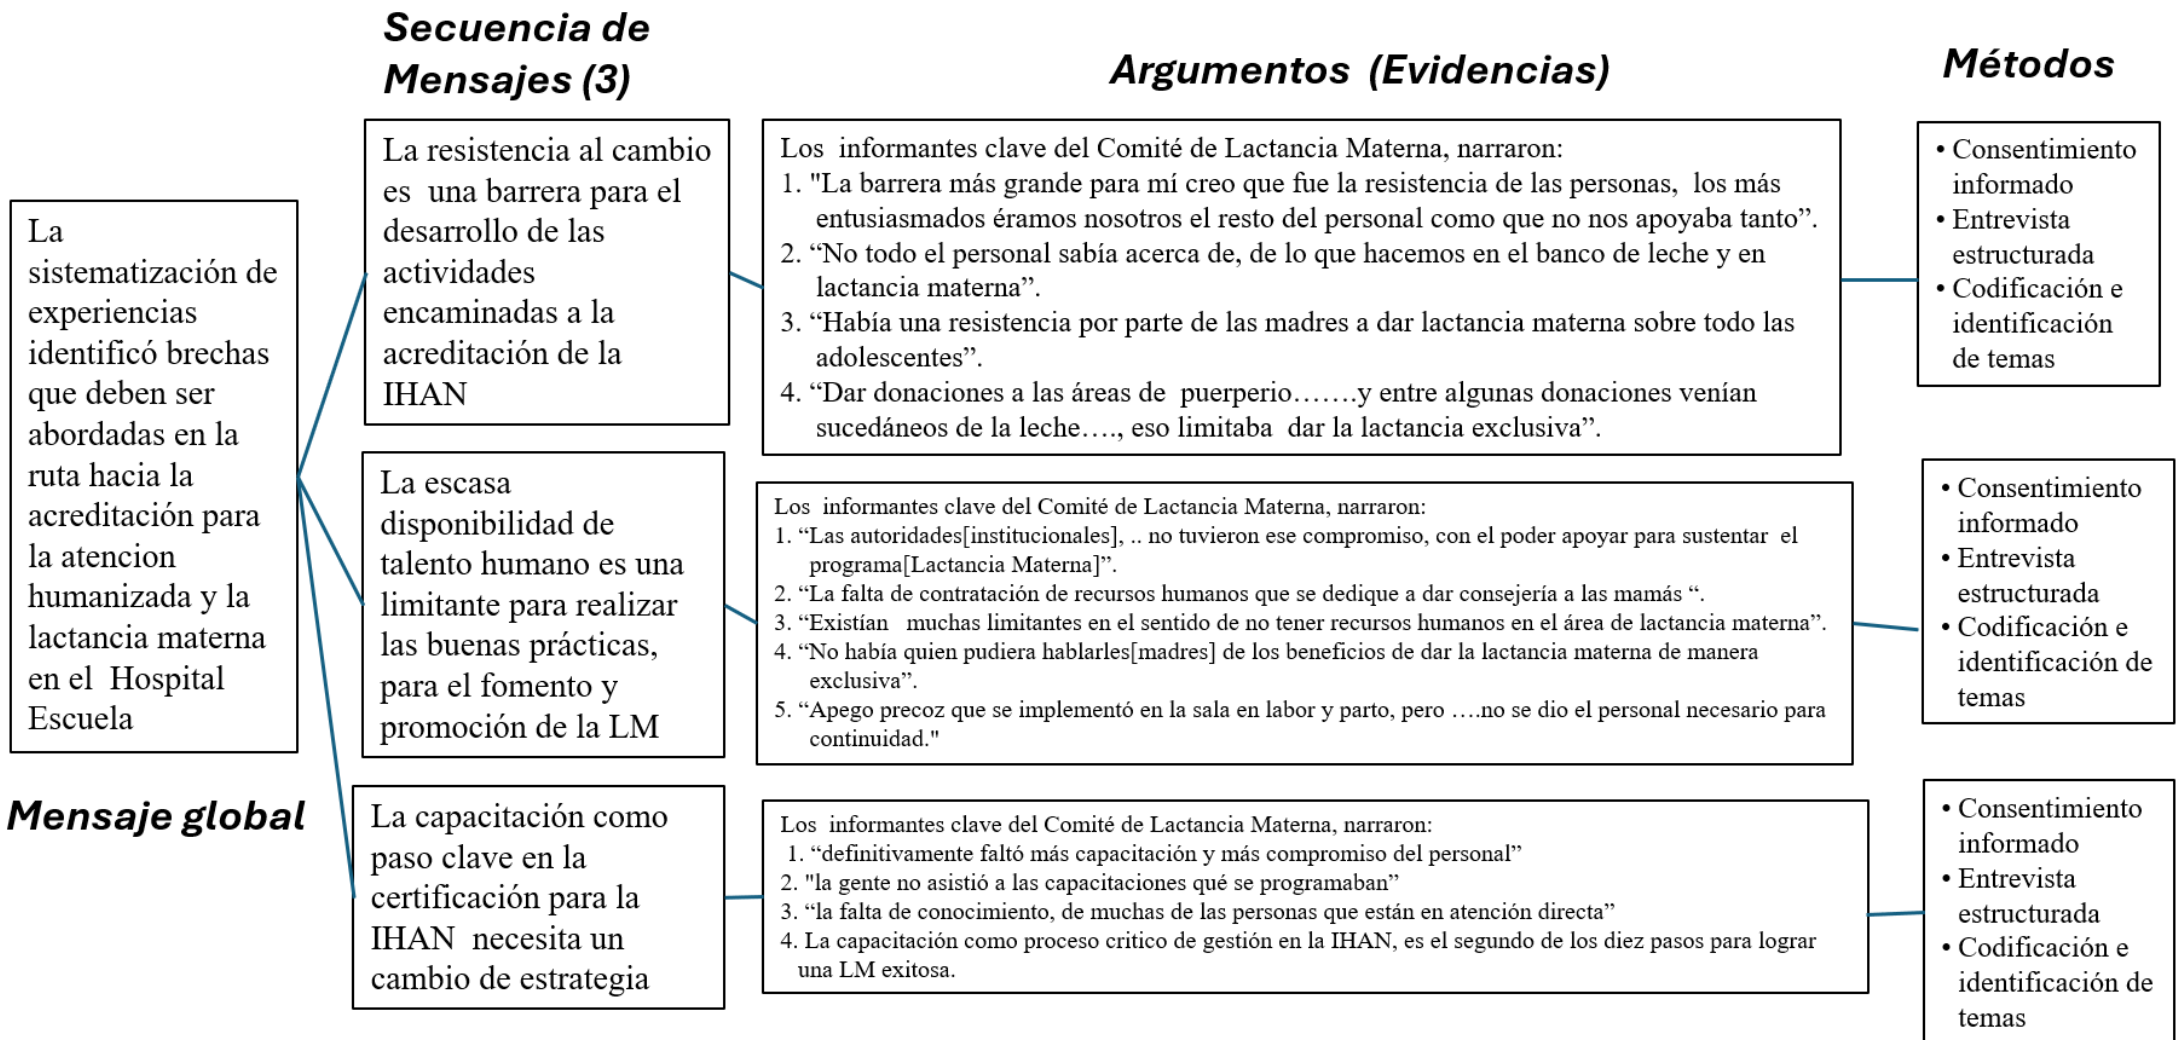 Secuencia de
Mensajes (3)
Argumentos (Evidencias)
Métodos
La
sistematización de
experiencias
identificó brechas
que deben ser
abordadas en la
ruta hacia la
acreditación para
la atencion
humanizada y la
lactancia materna
en el Hospital
Escuela
Mensaje global
La resistencia al cambio
es una barrera para el
desarrollo de las
actividades
encaminadas a la
acreditación de la
IHAN
Los informantes clave del Comité de Lactancia Materna, narraron:
1. "La barrera más grande para mí creo que fue la resistencia de las personas, los más
entusiasmados éramos nosotros el resto del personal como que no nos apoyaba tanto”.
2. “No todo el personal sabía acerca de, de lo que hacemos en el banco de leche y en
lactancia materna”.
3. “Había una resistencia por parte de las madres a dar lactancia materna sobre todo las
adolescentes”.
4. “Dar donaciones a las áreas de puerperio…….y entre algunas donaciones venían
sucedáneos de la leche…., eso limitaba dar la lactancia exclusiva”.
• Consentimiento
informado
• Entrevista
estructurada
• Codificación e
identificación
de temas
La escasa
disponibilidad de
talento humano es una
limitante para realizar
las buenas prácticas,
para el fomento y
promoción de la LM
Los informantes clave del Comité de Lactancia Materna, narraron:
1. “Las autoridades[institucionales], .. no tuvieron ese compromiso, con el poder apoyar para sustentar el
programa[Lactancia Materna]”.
2. “La falta de contratación de recursos humanos que se dedique a dar consejería a las mamás “.
3. “Existían muchas limitantes en el sentido de no tener recursos humanos en el área de lactancia materna”.
4. “No había quien pudiera hablarles[madres] de los beneficios de dar la lactancia materna de manera
exclusiva”.
5. “Apego precoz que se implementó en la sala en labor y parto, pero ….no se dio el personal necesario para
continuidad."
• Consentimiento
informado
• Entrevista
estructurada
• Codificación e
identificación de
temas
La capacitación como
paso clave en la
certificación para la
IHAN necesita un
cambio de estrategia
Los informantes clave del Comité de Lactancia Materna, narraron:
1. “definitivamente faltó más capacitación y más compromiso del personal”
2. "la gente no asistió a las capacitaciones qué se programaban”
3. “la falta de conocimiento, de muchas de las personas que están en atención directa”
4. La capacitación como proceso critico de gestión en la IHAN, es el segundo de los diez pasos para lograr
una LM exitosa.
• Consentimiento
informado
• Entrevista
estructurada
• Codificación e
identificación de
temas